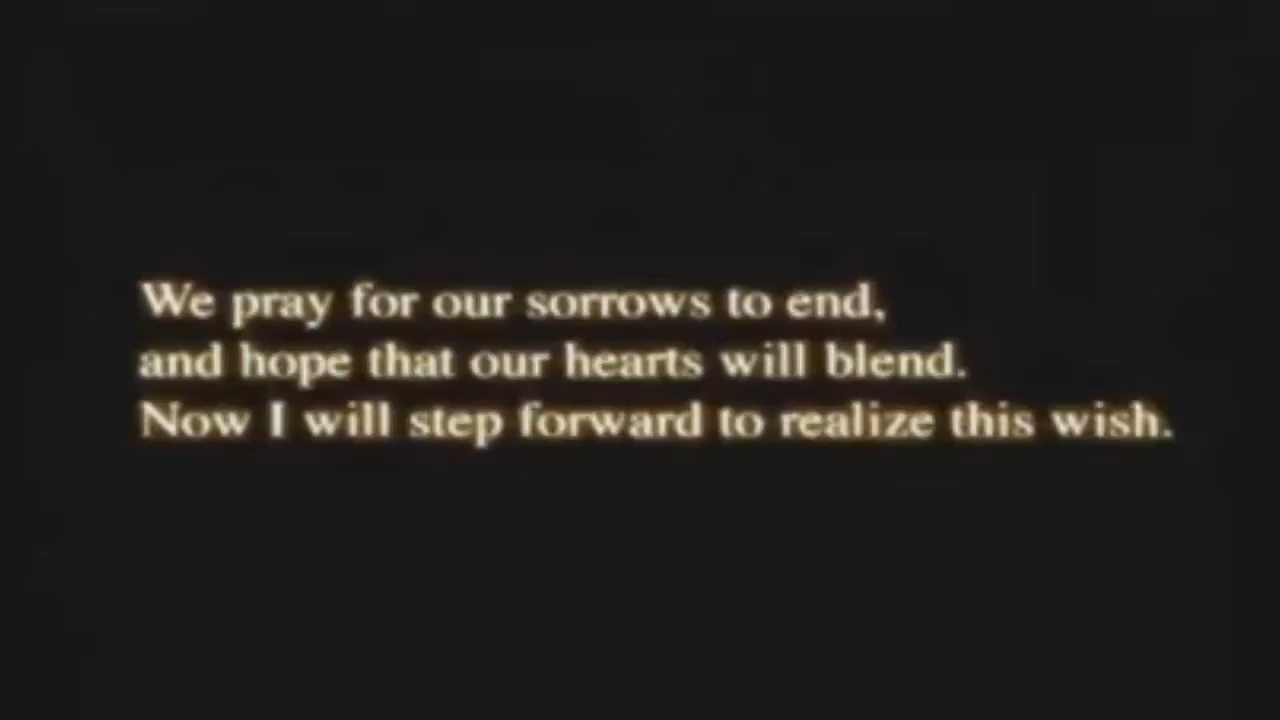 We pray for our sorrows to end,
and hope that our hearts will blend.
Now I will step forward to realize this wish.